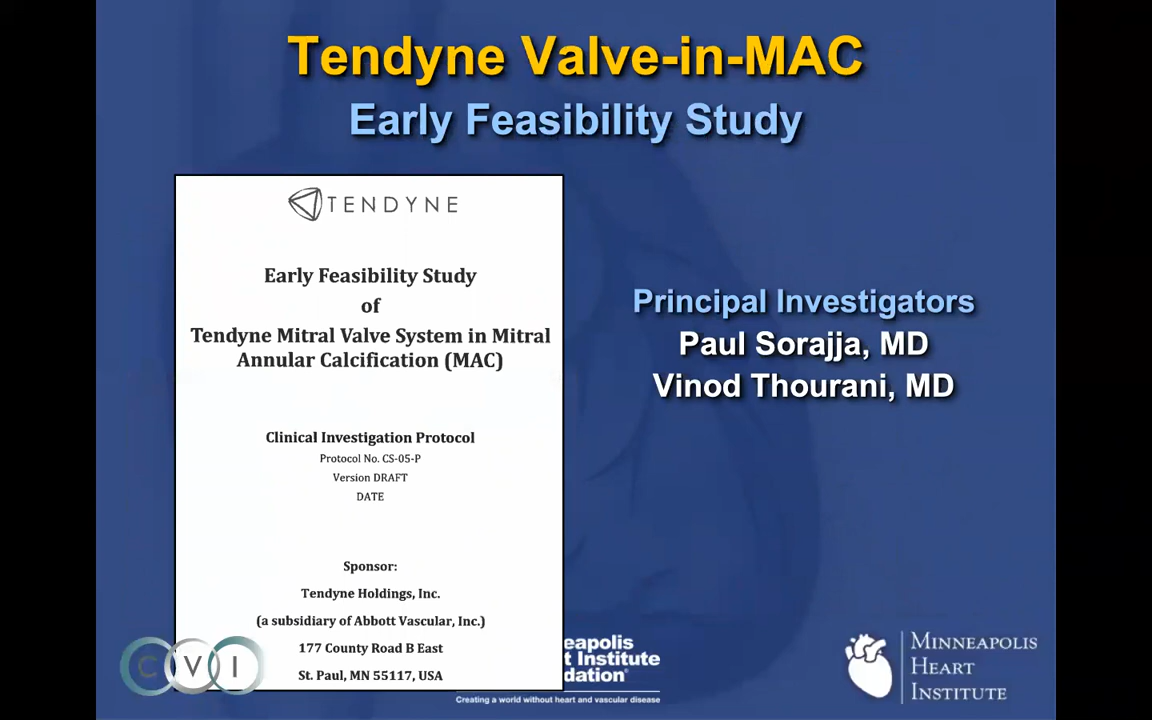 Tendyne Valve-in-MAC
Early Feasibility Study
TENDYNE
Early Feasibility Study
of
Tendyne Mitral Valve System in Mitral
Annular Calcification (MAC)
Clinical Investigation Protocol
Protocol No. CS-05-P
Version DRAFT
DATE
Sponsor:
Tendyne Holdings, Inc.
(a subsidiary of Abbott Vascular, Inc.)
177 County Road B East
St. Paul, MN 55117, USA
Principal Investigators
Paul Sorajja, MD
Vinod Thourani, MD
CVI
eapolis
t Institute
dation
Creating a world without heart and vascular disease
MINNEAPOLIS
HEART
INSTITUTE